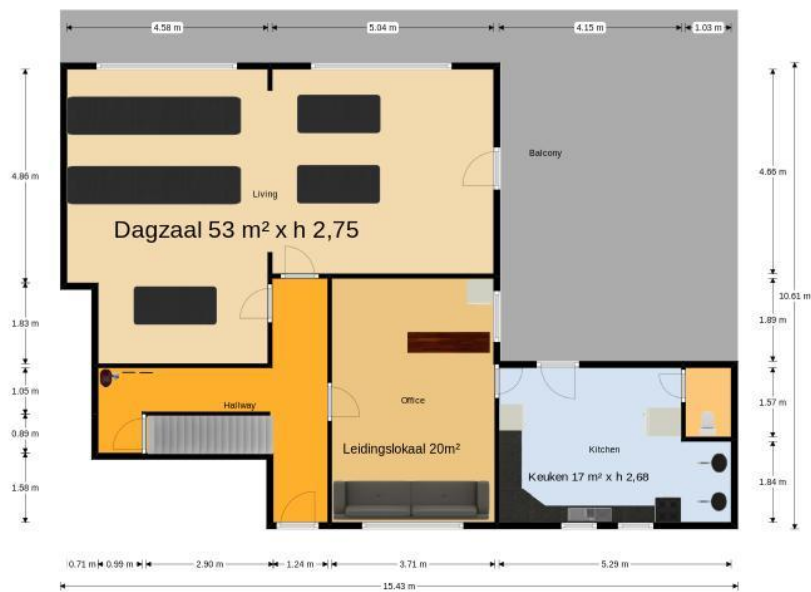 4.58 m
5.04 m
4.15 m
1.03 m
4.86 m
Balcony
4.66 m
Living
Dagzaal 53 m² x h 2,75
10.61 m
1.83 m
1.89 m
1.05 m
Hallway
Office
1.57 m
0.89 m
Leidingslokaal 20m²
Kitchen
Keuken 17 m² x h 2,68
1.58 m
1.84 m
0.71 m
0.99 m
2.90 m
1.24 m
3.71 m
5.29 m
15.43 m